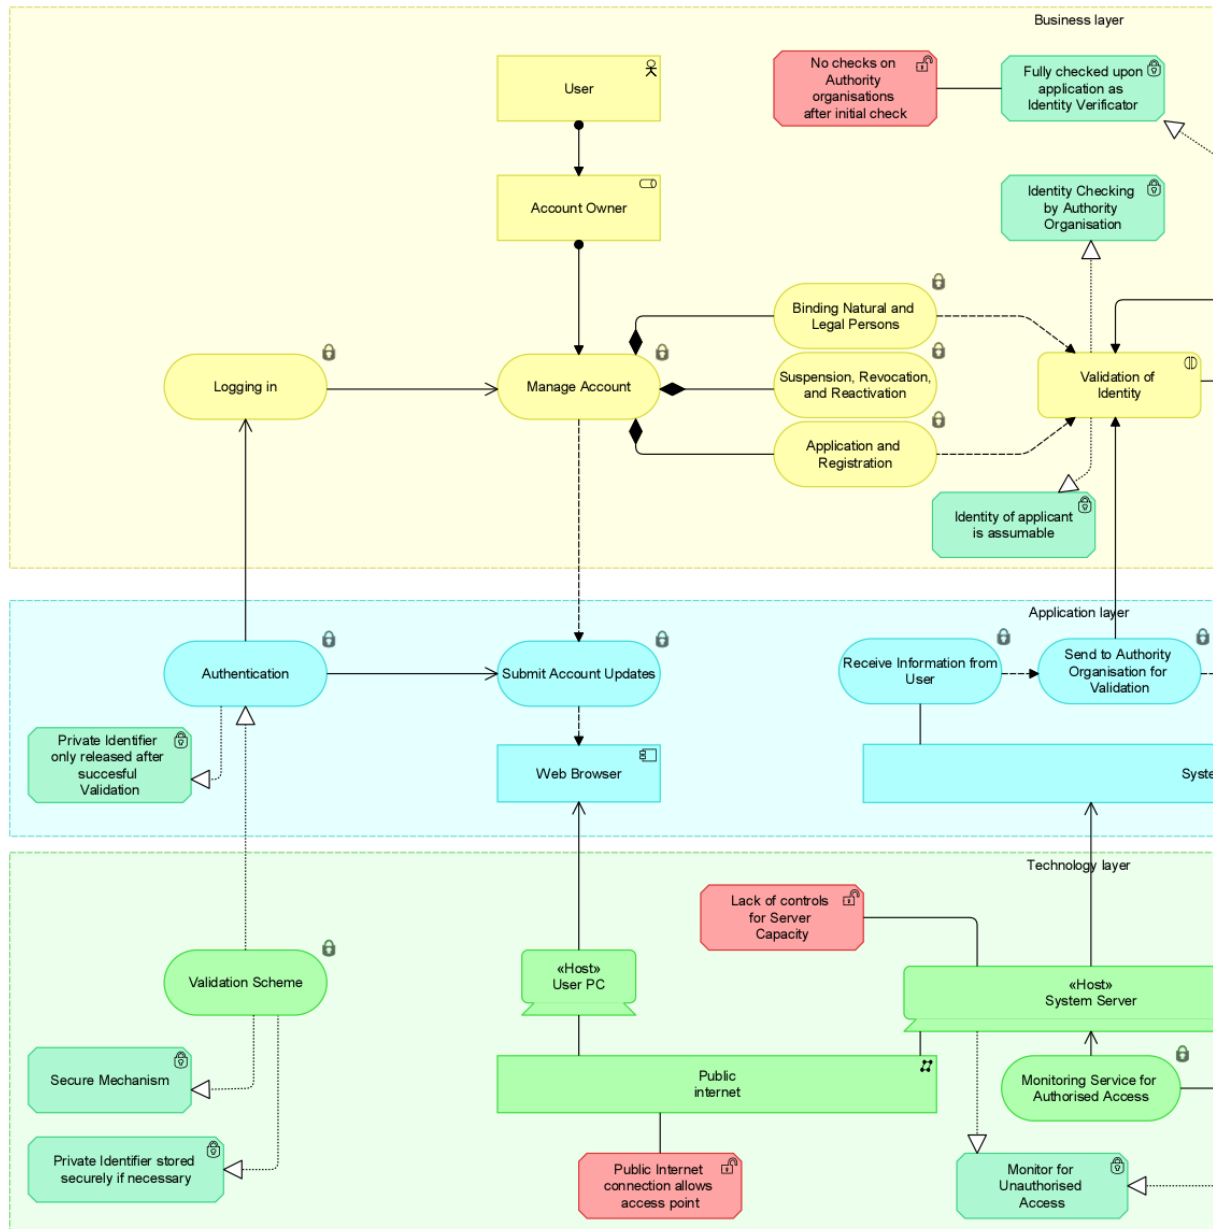 Business layer
User
No checks on
Authority
organisations
after initial check
Fully checked upon
application as
Identity Verificator
Account Owner
Identity Checking
by Authority
Organisation
Binding Natural and
Legal Persons
Logging in
Manage Account
Suspension, Revocation,
and Reactivation
Validation of
Identity
Application and
Registration
Identity of applicant
is assumable
Application layer
Authentication
Submit Account Updates
Receive Information from
User
Send to Authority
Organisation for
Validation
Private Identifier
only released after
succesful
Validation
Web Browser
Syste
Technology layer
Lack of controls
for Server
Capacity
Validation Scheme
«Host»
User PC
«Host»
System Server
Secure Mechanism
Public
internet
Monitoring Service for
Authorised Access
Private Identifier stored
securely if necessary
Public Internet
connection allows
access point
Monitor for
Unauthorised
Access